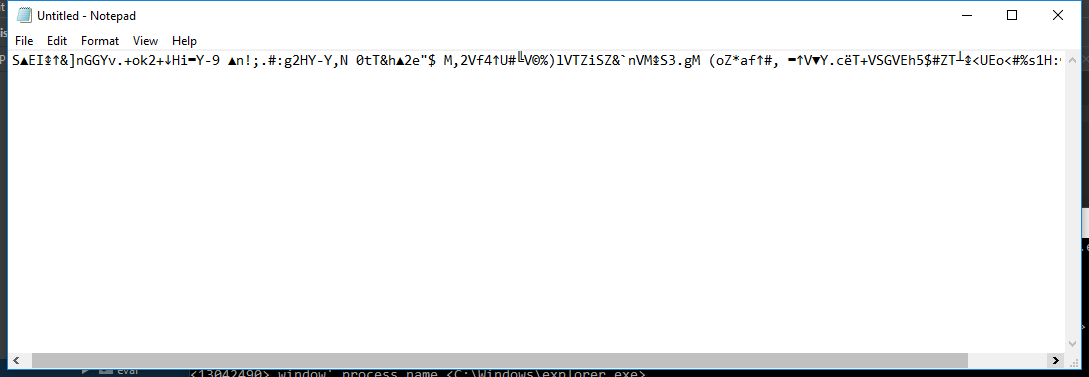 Untitled - Notepad
File Edit Format View Help
S▲EI↨↑&]nGGYv.+ok2+↓Hi▬Y-9 ▲n!;.#:g2HY-Y,N 0tT&h▲2e"$ M,2Vf4↑U#╚V0%)lVTZiSZ&`nVM↨S3.gM (oZ*af↑#, ▬↑V▼Y.cëT+VSGVEh5$#ZT┴↨<UEo<#%s1H:
eval
<13042490> window' process name <C:\Windows\explorer.exe>